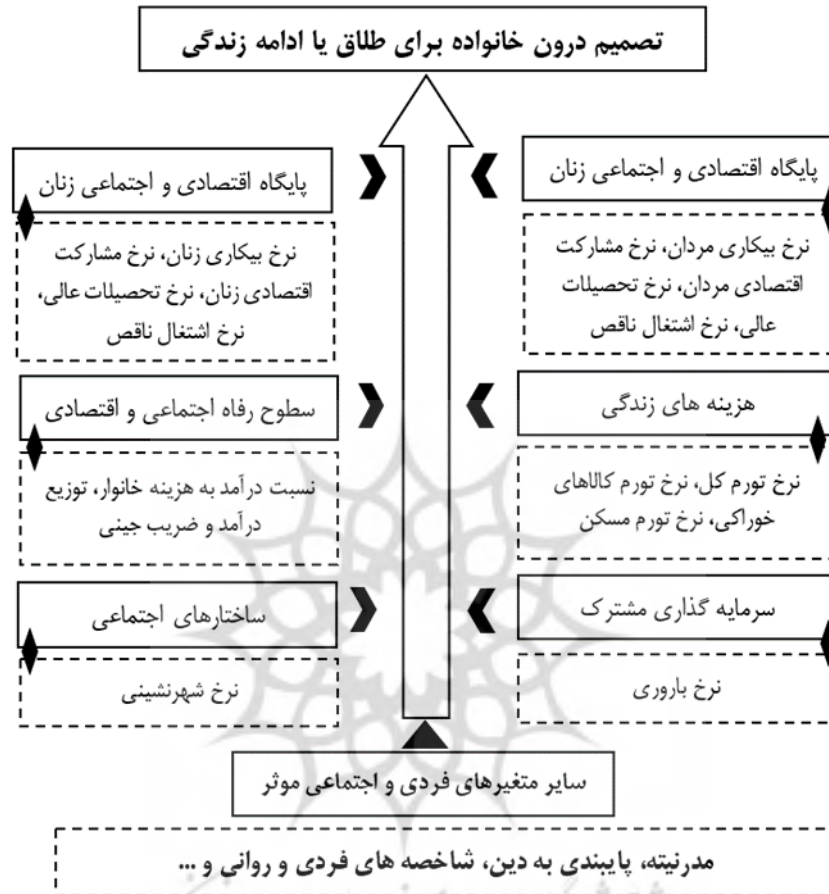 تصمیم درون خانواده برای طلاق یا ادامه زندگی
پایگاه اقتصادی و اجتماعی زنان
نرخ بیکاری مردان، نرخ مشارکت
اقتصادی مردان، نرخ تحصیلات
عالی، نرخ اشتغال ناقص
پایگاه اقتصادی و اجتماعی زنان
نرخ بیکاری زنان، نرخ مشارکت
اقتصادی زنان، نرخ تحصیلات عالی،
نرخ اشتغال ناقص
هزینه های زندگی
نرخ تورم کل، نرخ تورم کالاهای
خوراکی، نرخ تورم مسکن
سطوح رفاه اجتماعی و اقتصادی
نسبت درآمد به هزینه خانوار، توزیع
درآمد و ضریب جینی
سرمایه گذاری مشترک
نرخ باروری
ساختارهای اجتماعی
نرخ شهرنشینی
سایر متغیرهای فردی و اجتماعی موثر
مدرنیته، پایبندی به دین، شاخصه های فردی و روانی و ...